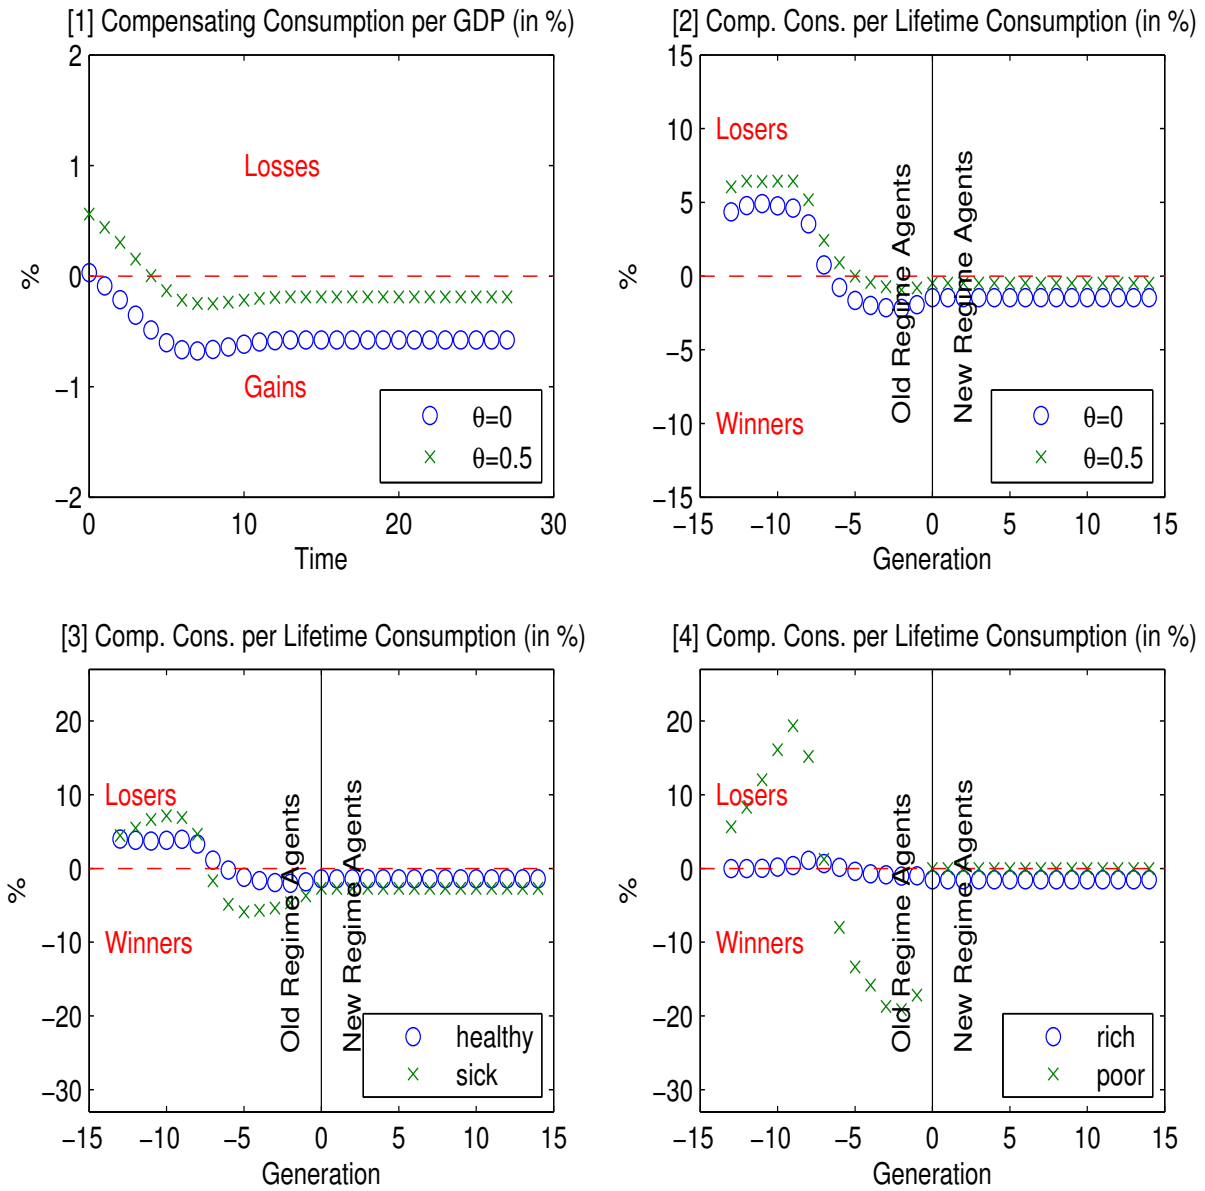 [1] Compensating Consumption per GDP (in %)
2
1
0
−1
−2
%
Losses
Gains
θ=0
θ=0.5
0
10
20
30
Time
[2] Comp. Cons. per Lifetime Consumption (in %)
15
10
5
0
−5
−10
−15
%
Losers
Winners
Old Regime Agents
New Regime Agents
θ=0
θ=0.5
−15
−10
−5
0
5
10
15
Generation
[3] Comp. Cons. per Lifetime Consumption (in %)
20
10
0
−10
−20
−30
%
Losers
Winners
Old Regime Agents
New Regime Agents
healthy
sick
−15
−10
−5
0
5
10
15
Generation
[4] Comp. Cons. per Lifetime Consumption (in %)
20
10
0
−10
−20
−30
%
Losers
Winners
Old Regime Agents
New Regime Agents
rich
poor
−15
−10
−5
0
5
10
15
Generation